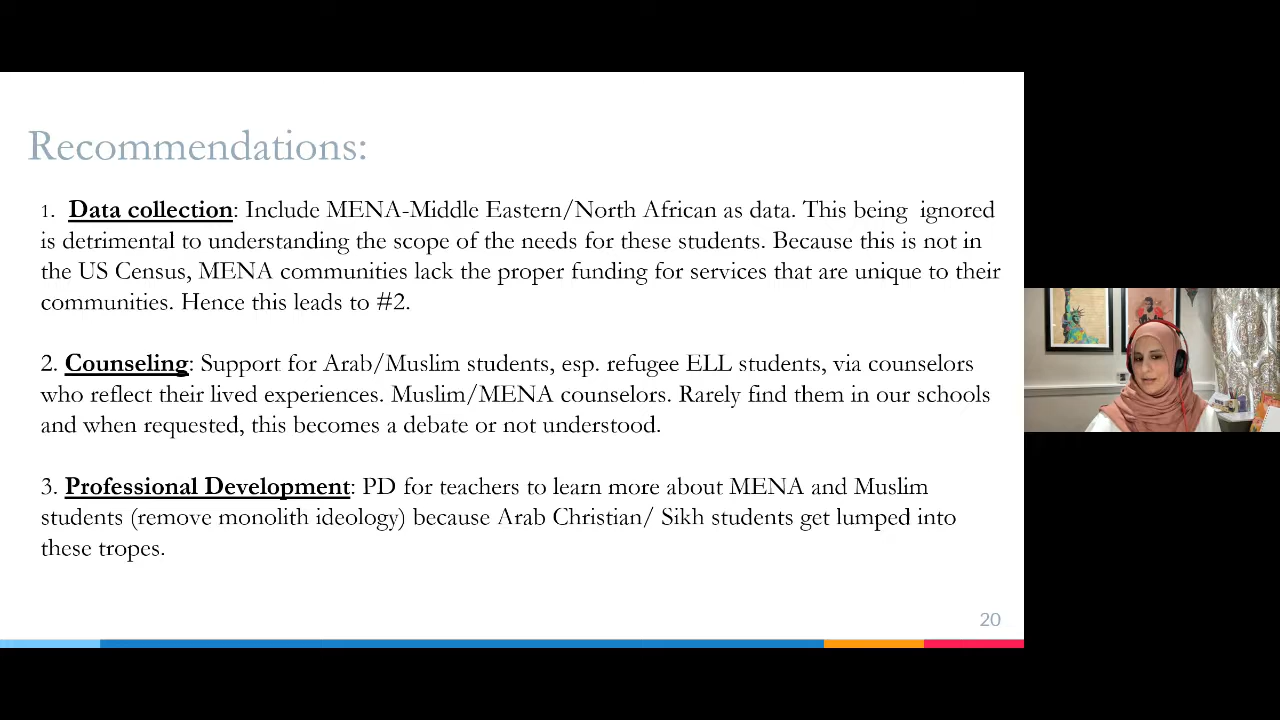 Recommendations:
1. Data collection: Include MENA-Middle Eastern/North African as data. This being ignored
is detrimental to understanding the scope of the needs for these students. Because this is not in
the US Census, MENA communities lack the proper funding for services that are unique to their
communities. Hence this leads to #2.
2. Counseling: Support for Arab/Muslim students, esp. refugee ELL students, via counselors
who reflect their lived experiences. Muslim/MENA counselors. Rarely find them in our schools
and when requested, this becomes a debate or not understood.
3. Professional Development: PD for teachers to learn more about MENA and Muslim
students (remove monolith ideology) because Arab Christian/ Sikh students get lumped into
these tropes.
20